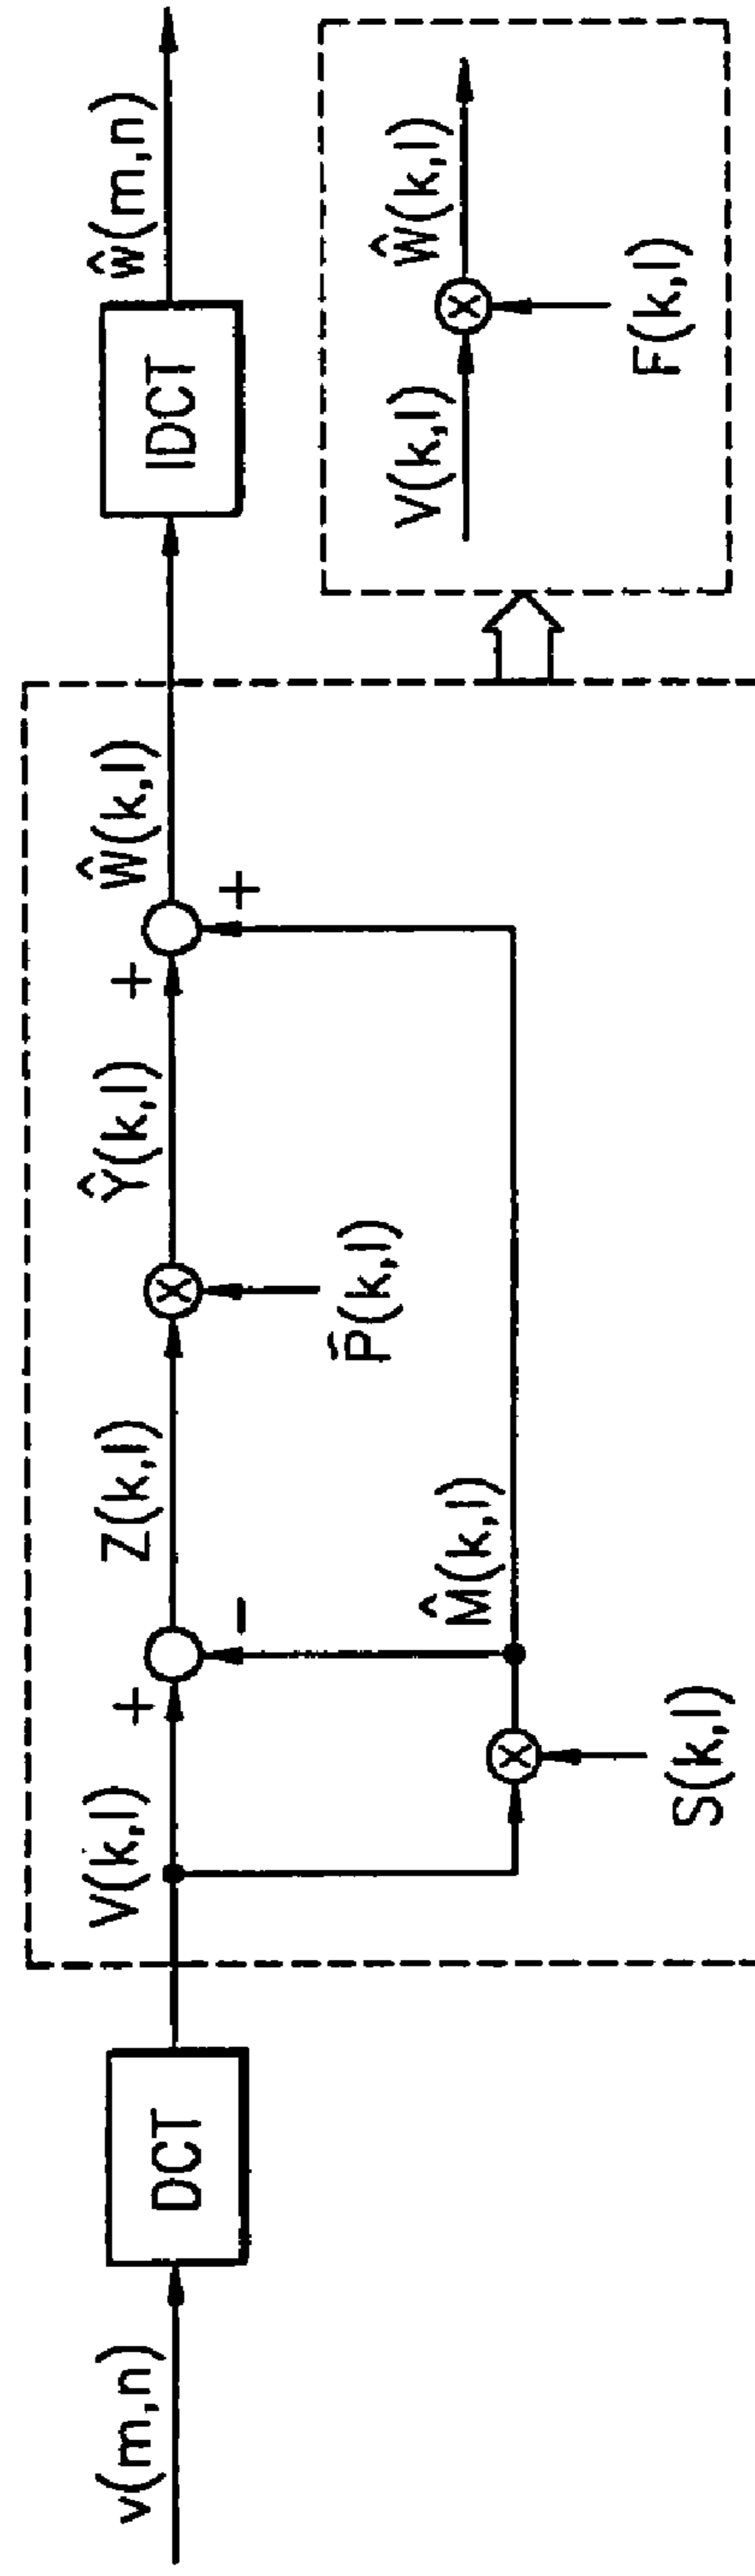 v(m,n)
DCT
V(k,l)
+
-
Z(k,l)
P̃(k,l)
Ŷ(k,l)
+
+
Ŵ(k,l)
S(k,l)
M̂(k,l)
IDCT
ŵ(m,n)
V(k,l)
Ŵ(k,l)
F(k,l)